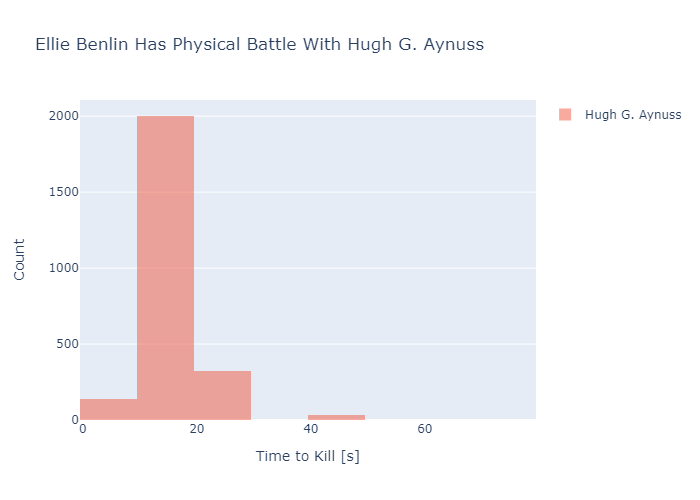 Ellie Benlin Has Physical Battle With Hugh G. Aynuss
Hugh G. Aynuss
2000
1500
1000
500
0
Count
0 20 40 60
Time to Kill [s]